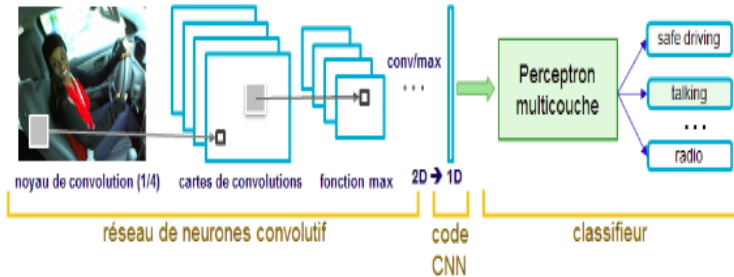 conv/max
...
Perceptron
multicouche
safe driving
talking
...
radio
noyau de convolution (1/4)
cartes de convolutions
fonction max
2D → 1D
réseau de neurones convolutif
code
CNN
classifieur